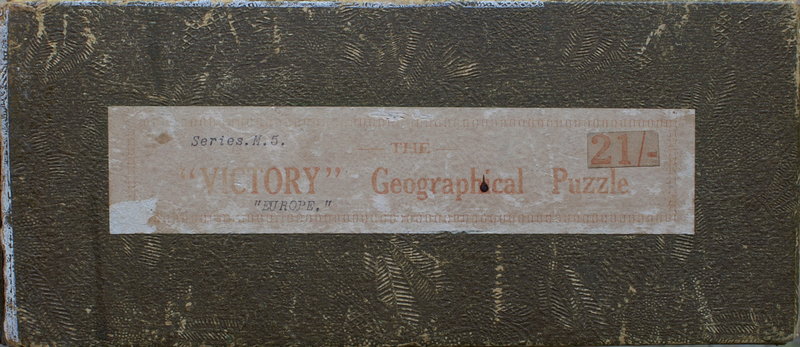 Series.M.5.
THE
21/-
"VICTORY" Geographical Puzzle
"EUROPE."